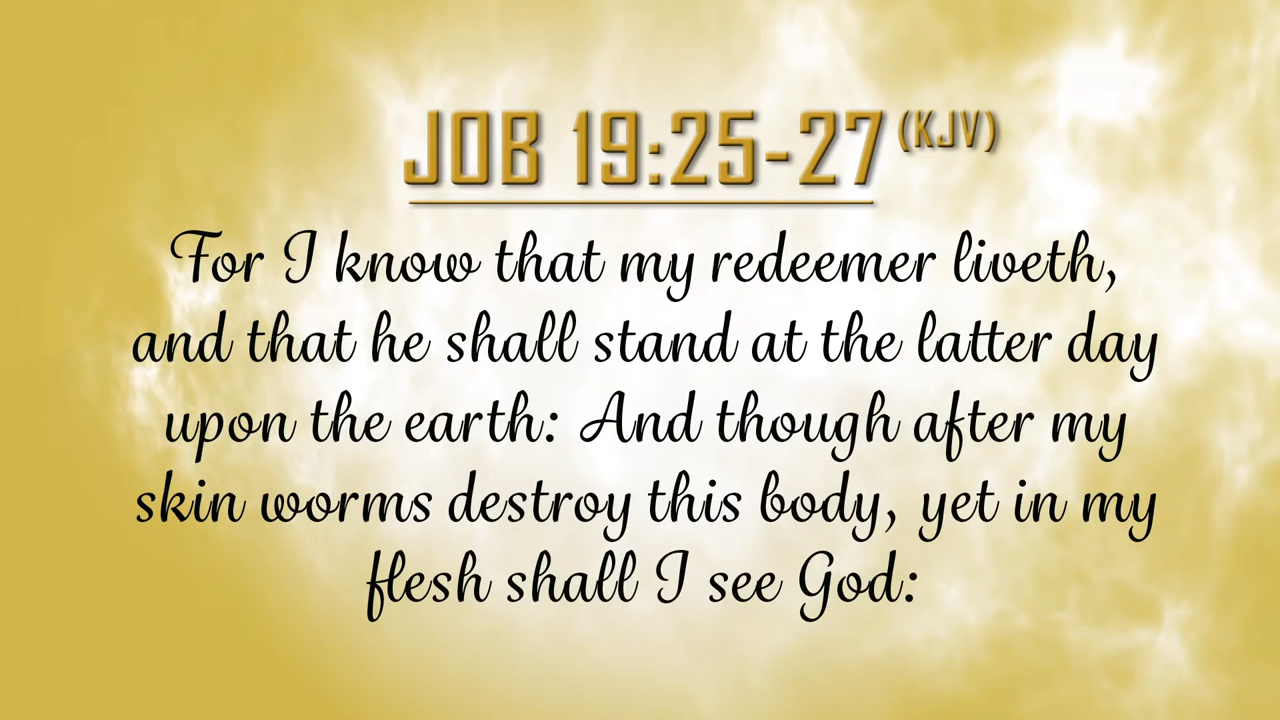 JOB 19:25-27 (KJV)
For I know that my redeemer liveth,
and that he shall stand at the latter day
upon the earth: And though after my
skin worms destroy this body, yet in my
flesh shall I see God: